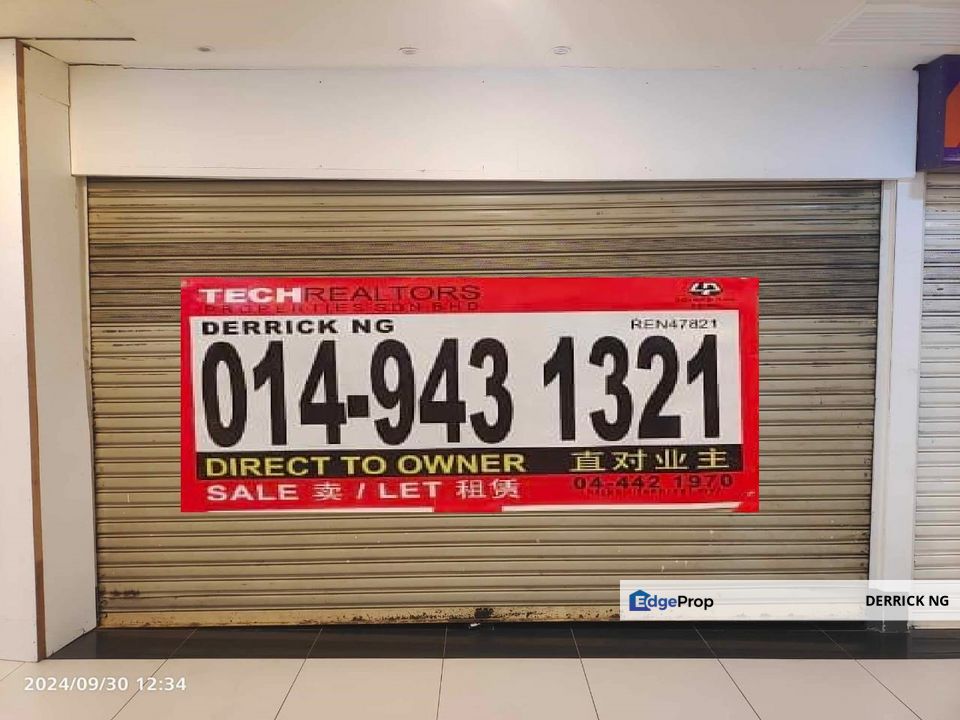 TECHREALTORS
PROPERTIES SDN BHD
DERRICK NG
REN47821
014-943 1321
DIRECT TO OWNER 直对业主
SALE 卖 / LET 租赁
04-442 1970
EdgeProp
DERRICK NG
2024/09/30 12:34